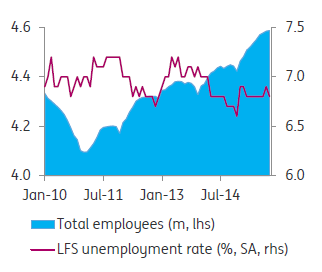 4.6 7.5
4.4 7.0
4.2 6.5
4.0 6.0
Jan-10 Jul-11 Jan-13 Jul-14
Total employees (m, lhs)
LFS unemployment rate (%, SA, rhs)